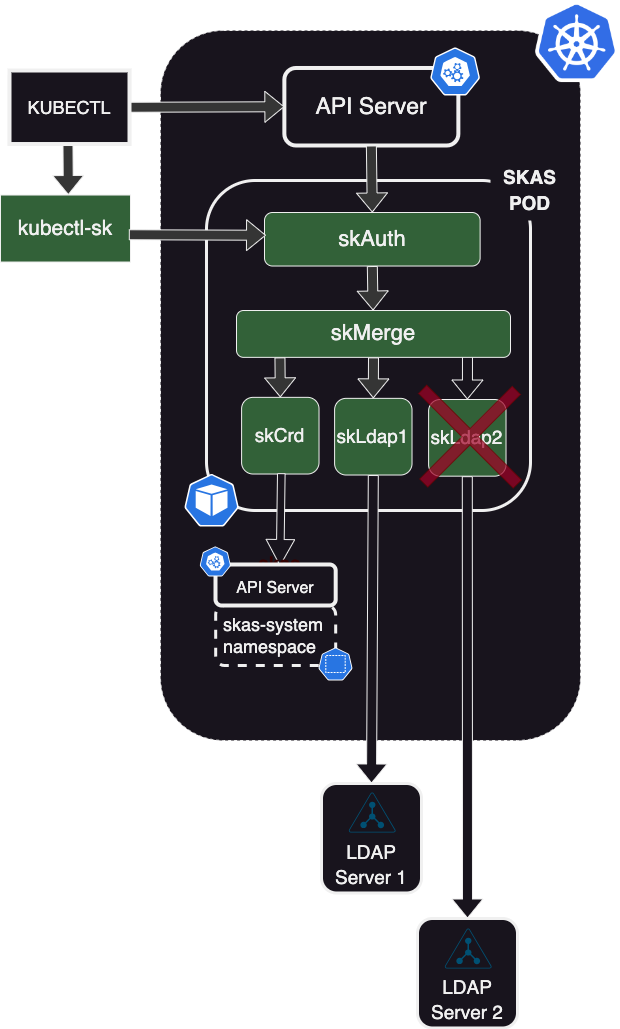 KUBECTL
API Server
SKAS
POD
kubectl-sk
skAuth
skMerge
skCrd
skLdap1
skLdap2
API Server
skas-system
namespace
LDAP
Server 1
LDAP
Server 2